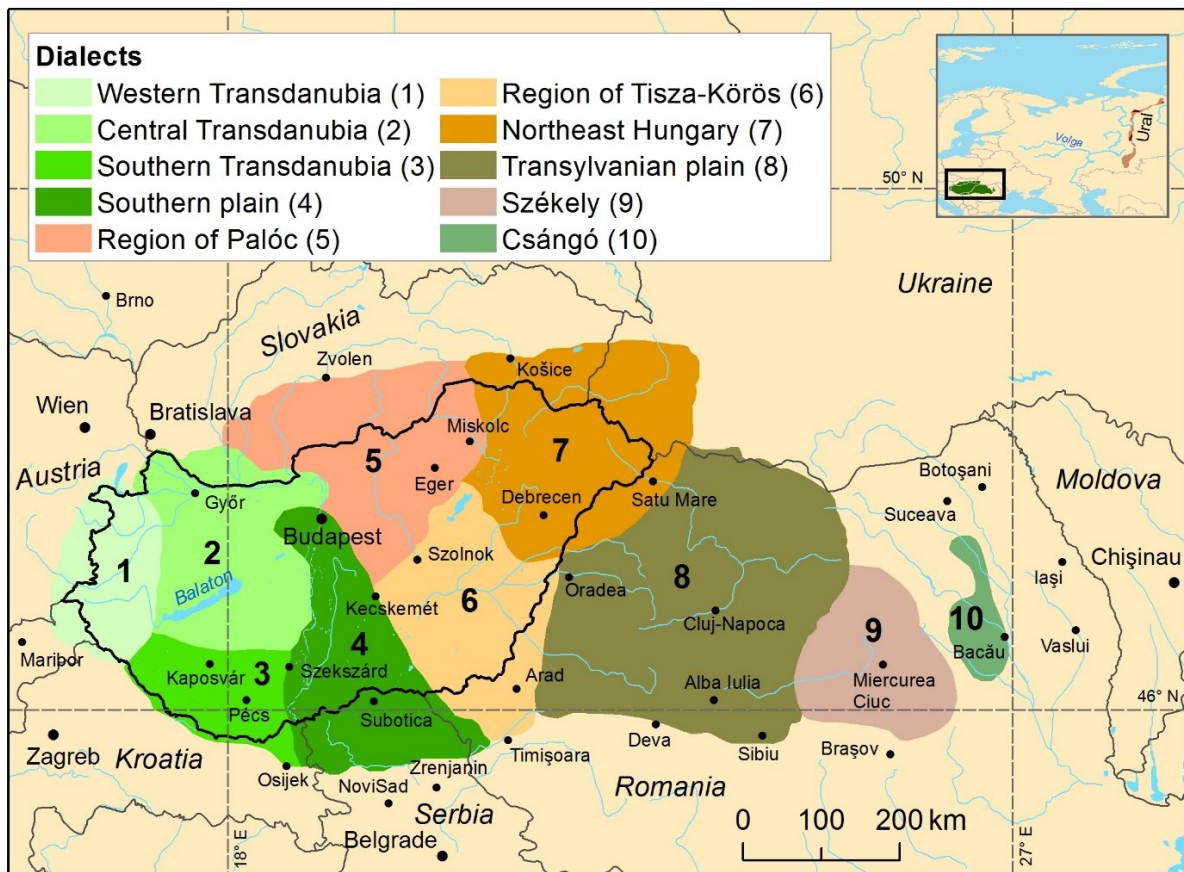 Dialects
Western Transdanubia (1)
Central Transdanubia (2)
Southern Transdanubia (3)
Southern plain (4)
Region of Palóc (5)
Region of Tisza-Körös (6)
Northeast Hungary (7)
Transylvanian plain (8)
Székely (9)
Csángó (10)
Volga
Ural
50° N
Ukraine
Brno
Slovakia
Zvolen
Košice
Wien
Bratislava
Miskolc
7
5
Austria
Eger
Botoşani
Moldova
Győr
Debrecen
Satu Mare
Suceava
Budapest
2
1
Szolnok
8
Iaşi
Chişinau
Balaton
Oradea
Kecskemét
6
Cluj-Napoca
9
10
Bacău
Vaslui
Maribor
4
Kaposvár
3
Szekszárd
Miercurea
Ciuc
Arad
Alba Iulia
Pécs
Subotica
46° N
Zagreb
Kroatia
Deva
Sibiu
Braşov
Timişoara
Osijek
Zrenjanin
NoviSad
Romania
Serbia
Belgrade
0
100
200 km
18° E
27° E